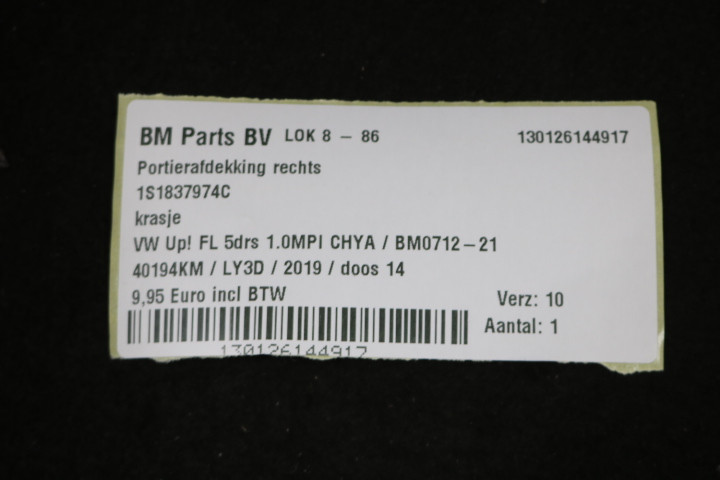 BM Parts BV LOK 8 - 86 130126144917
Portierafdekking rechts
1S1837974C
krasje
VW Up! FL 5drs 1.0MPI CHYA / BM0712-21
40194KM / LY3D / 2019 / doos 14
9,95 Euro incl BTW Verz: 10
Aantal: 1
130126144917